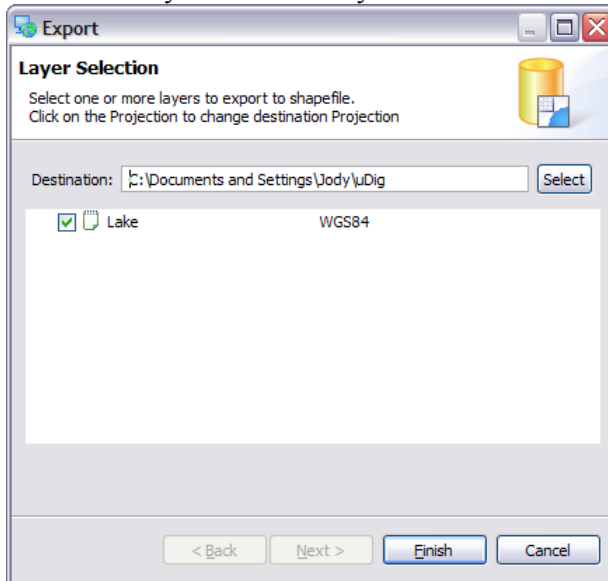 Export
Layer Selection
Select one or more layers to export to shapefile.
Click on the Projection to change destination Projection
Destination: C:\Documents and Settings\Jody\uDig Select
Lake WGS84
< Back Next > Finish Cancel